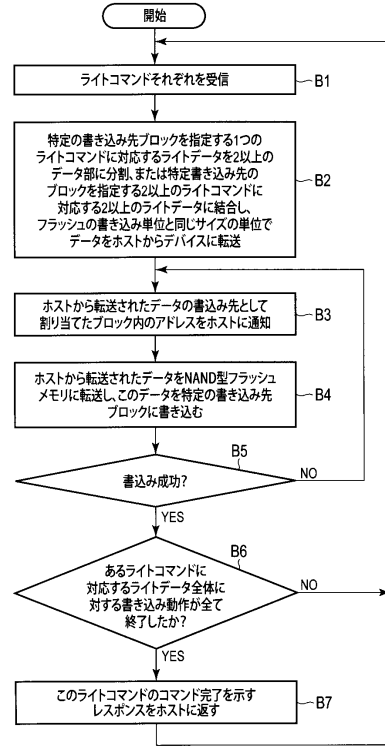 開始
ライトコマンドそれぞれを受信
B1
特定の書き込み先ブロックを指定する1つの
ライトコマンドに対応するライトデータを2以上の
データ部に分割、または特定書き込み先の
ブロックを指定する2以上のライトコマンドに
対応する2以上のライトデータに結合し、
フラッシュの書き込み単位と同じサイズの単位で
データをホストからデバイスに転送
B2
ホストから転送されたデータの書込み先として
割り当てたブロック内のアドレスをホストに通知
B3
ホストから転送されたデータをNAND型フラッシュ
メモリに転送し、このデータを特定の書き込み先
ブロックに書き込む
B4
B5
書込み成功?
NO
YES
B6
あるライトコマンドに
対応するライトデータ全体に
対する書き込み動作が全て
終了したか?
NO
YES
このライトコマンドのコマンド完了を示す
レスポンスをホストに返す
B7